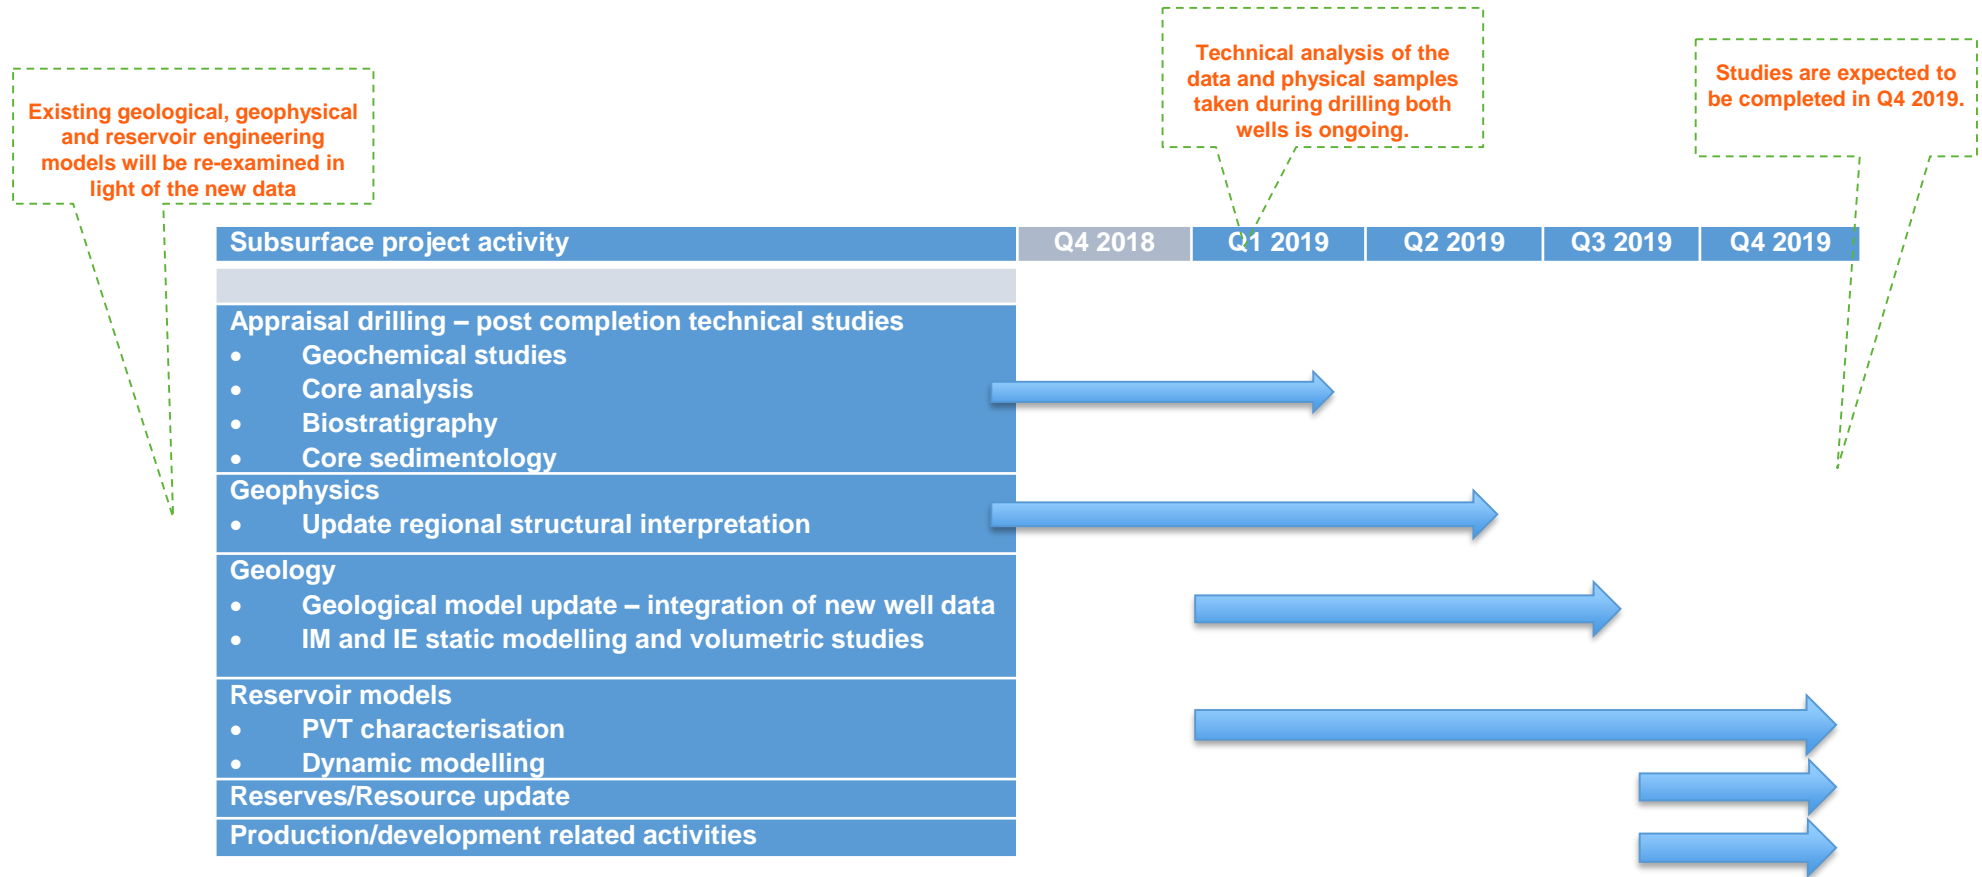 Existing geological, geophysical
and reservoir engineering
models will be re-examined in
light of the new data
Technical analysis of the
data and physical samples
taken during drilling both
wells is ongoing.
Studies are expected to
be completed in Q4 2019.
Subsurface project activity Q4 2018 Q1 2019 Q2 2019 Q3 2019 Q4 2019
Appraisal drilling – post completion technical studies
• Geochemical studies
• Core analysis
• Biostratigraphy
• Core sedimentology
Geophysics
• Update regional structural interpretation
Geology
• Geological model update – integration of new well data
• IM and IE static modelling and volumetric studies
Reservoir models
• PVT characterisation
• Dynamic modelling
Reserves/Resource update
Production/development related activities